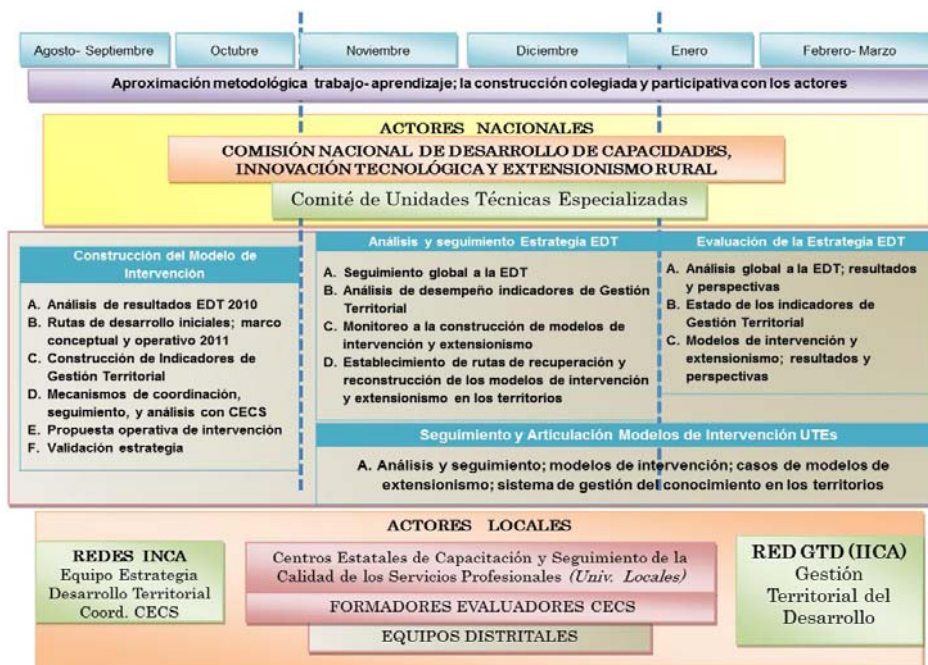 Agosto- Septiembre
Octubre
Noviembre
Diciembre
Enero
Febrero- Marzo
Aproximación metodológica trabajo- aprendizaje; la construcción colegiada y participativa con los actores
ACTORES NACIONALES
COMISIÓN NACIONAL DE DESARROLLO DE CAPACIDADES,
INNOVACIÓN TECNOLÓGICA Y EXTENSIONISMO RURAL
Comité de Unidades Técnicas Especializadas
Construcción del Modelo de
Intervención
A. Análisis de resultados EDT 2010
B. Rutas de desarrollo iniciales; marco
conceptual y operativo 2011
C. Construcción de Indicadores de
Gestión Territorial
D. Mecanismos de coordinación,
seguimiento, y análisis con CECS
E. Propuesta operativa de intervención
F. Validación estrategia
Análisis y seguimiento Estrategia EDT
A. Seguimiento global a la EDT
B. Análisis de desempeño indicadores de Gestión
Territorial
C. Monitoreo a la construcción de modelos de
intervención y extensionismo
D. Establecimiento de rutas de recuperación y
reconstrucción de los modelos de intervención
y extensionismo en los territorios
Evaluación de la Estrategia EDT
A. Análisis global a la EDT; resultados
y perspectivas
B. Estado de los indicadores de
Gestión Territorial
C. Modelos de intervención y
extensionismo; resultados y
perspectivas
Seguimiento y Articulación Modelos de Intervención UTEs
A. Análisis y seguimiento; modelos de intervención; casos de modelos de
extensionismo; sistema de gestión del conocimiento en los territorios
ACTORES LOCALES
REDES INCA
Equipo Estrategia
Desarrollo Territorial
Coord. CECS
Centros Estatales de Capacitación y Seguimiento de la
Calidad de los Servicios Profesionales (Univ. Locales)
FORMADORES EVALUADORES CECS
EQUIPOS DISTRITALES
RED GTD (IICA)
Gestión
Territorial del
Desarrollo